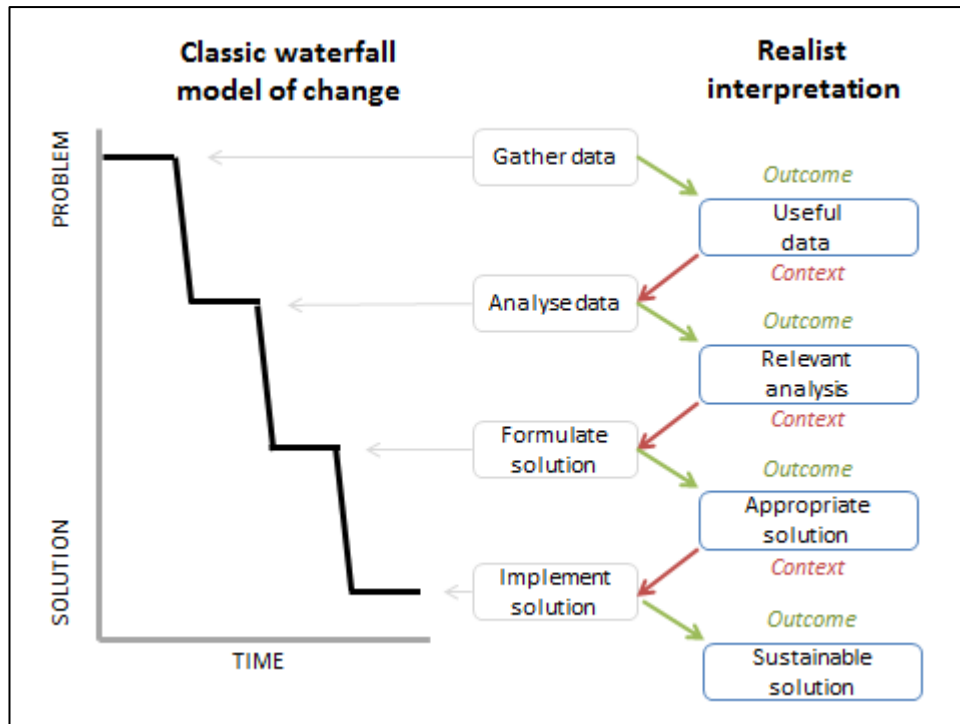 Classic waterfall
model of change
Realist
interpretation
PROBLEM
SOLUTION
TIME
Gather data
Outcome
Useful
data
Context
Analyse data
Outcome
Relevant
analysis
Context
Formulate
solution
Outcome
Appropriate
solution
Context
Implement
solution
Outcome
Sustainable
solution